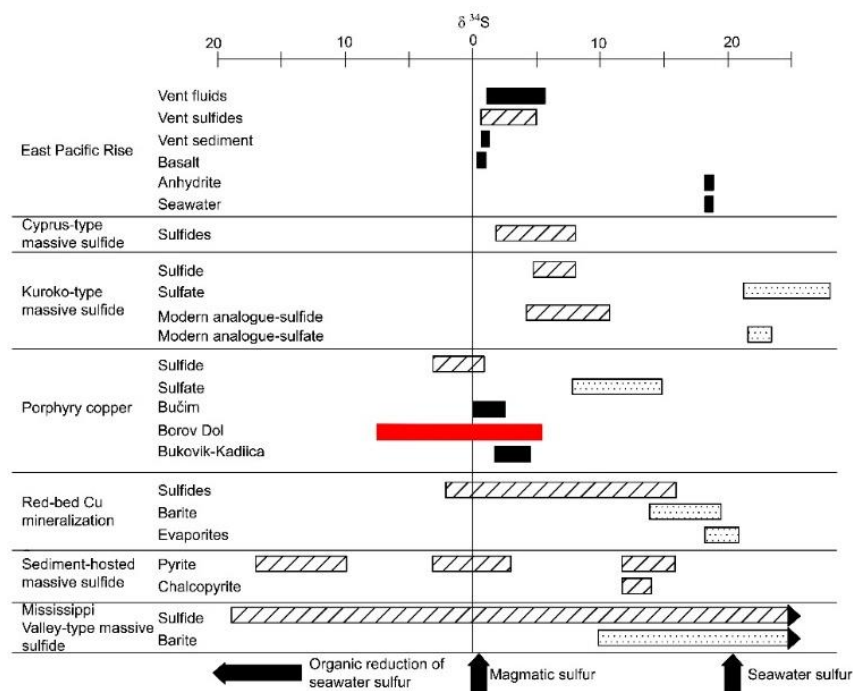 δ ³⁴S
20 10 0 10 20
Vent fluids
Vent sulfides
Vent sediment
East Pacific Rise
Basalt
Anhydrite
Seawater
Cyprus-type
massive sulfide
Sulfides
Sulfide
Kuroko-type
massive sulfide
Sulfate
Modern analogue-sulfide
Modern analogue-sulfate
Sulfide
Sulfate
Porphyry copper
Bučim
Borov Dol
Bukovik-Kadiica
Sulfides
Red-bed Cu
mineralization
Barite
Evaporites
Sediment-hosted
massive sulfide
Pyrite
Chalcopyrite
Mississippi
Valley-type massive
sulfide
Sulfide
Barite
Organic reduction of
seawater sulfur
Magmatic sulfur
Seawater sulfur